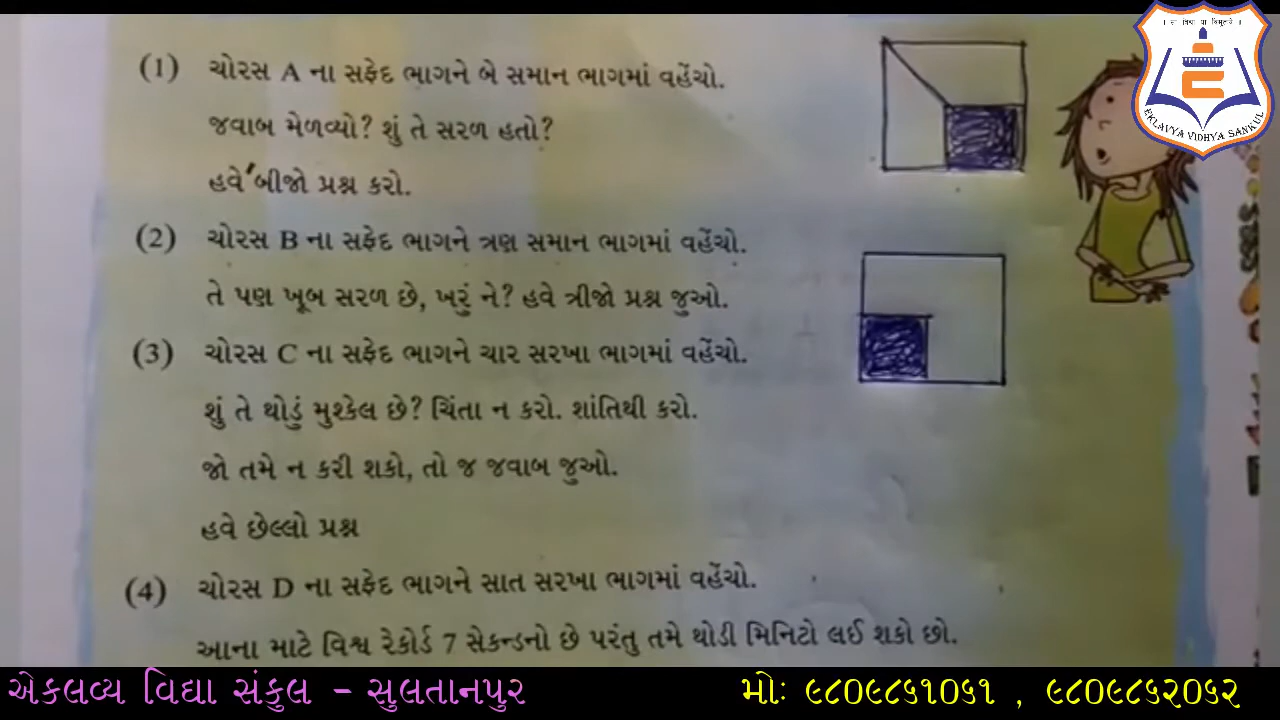 (1) ચોરસ A ના સફેદ ભાગને બે સમાન ભાગમાં વહેંચો.
જવાબ મેળવ્યો? શું તે સરળ હતો?
હવે બીજો પ્રશ્ન કરો.
(2) ચોરસ B ના સફેદ ભાગને ત્રણ સમાન ભાગમાં વહેંચો.
તે પણ ખૂબ સરળ છે, ખરું ને? હવે ત્રીજો પ્રશ્ન જુઓ.
(3) ચોરસ C ના સફેદ ભાગને ચાર સરખા ભાગમાં વહેંચો.
શું તે થોડું મુશ્કેલ છે? ચિંતા ન કરો. શાંતિથી કરો.
જો તમે ન કરી શકો, તો જ જવાબ જુઓ.
હવે છેલ્લો પ્રશ્ન
(4) ચોરસ D ના સફેદ ભાગને સાત સરખા ભાગમાં વહેંચો.
આના માટે વિશ્વ રેકોર્ડ 7 સેકન્ડનો છે પરંતુ તમે થોડી મિનિટો લઈ શકો છો.
॥ सा विद्या या विमुक्तये ॥
EKLAVYA VIDHYA SANKUL
એકલવ્ય વિદ્યા સંકુલ - સુલતાનપુર
મોઃ ૯૮૦૯૮૬૧૦૬૧ , ૯૮૦૯૮૬૨૦૬૨